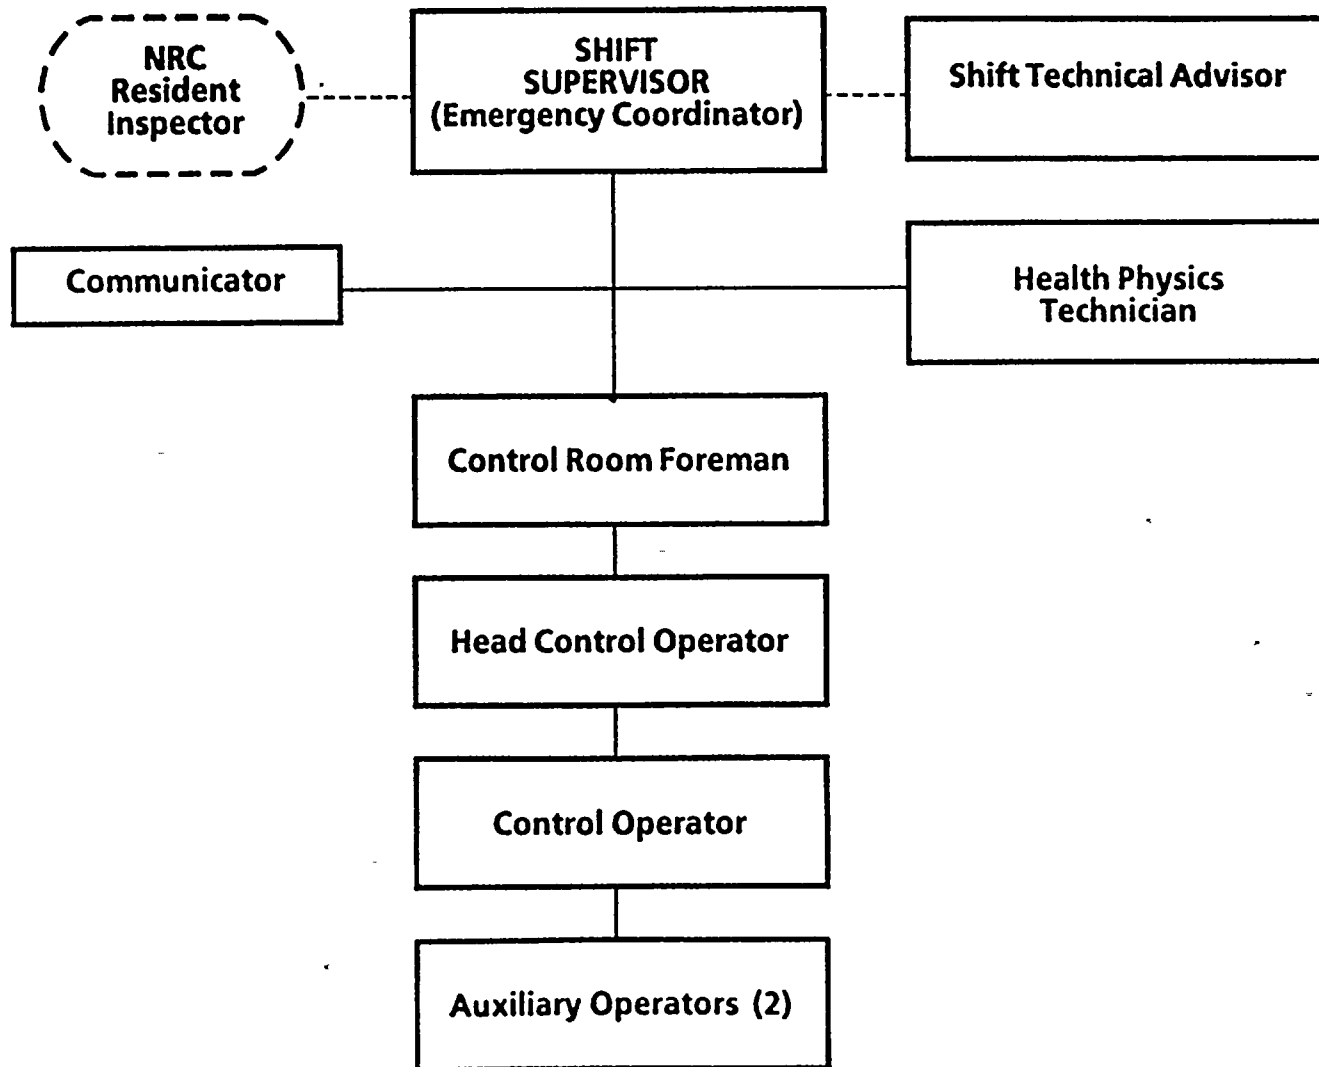 NRC
Resident
Inspector
SHIFT
SUPERVISOR
(Emergency Coordinator)
Shift Technical Advisor
Communicator
Health Physics
Technician
Control Room Foreman
Head Control Operator
Control Operator
Auxiliary Operators (2)